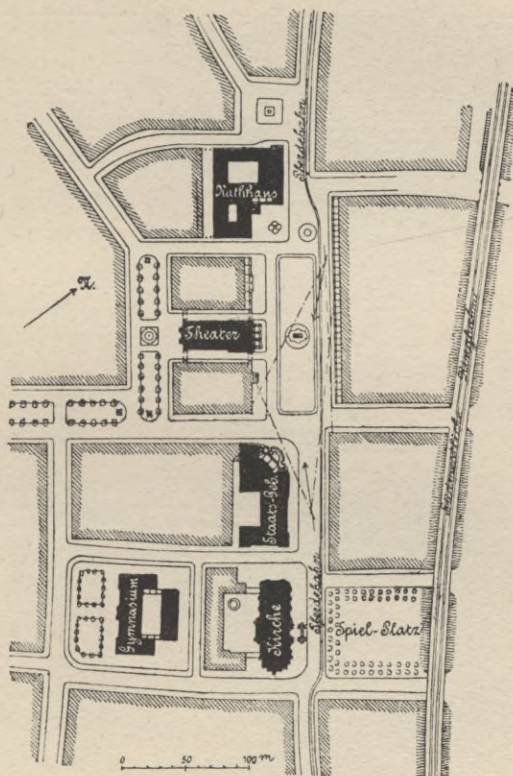 Pferdebahn
Rathhaus
N.
Theater
Staats-Geb.
Pferdebahn
Gymnasium
Kirche
Spiel-Platz
0 50 100 m